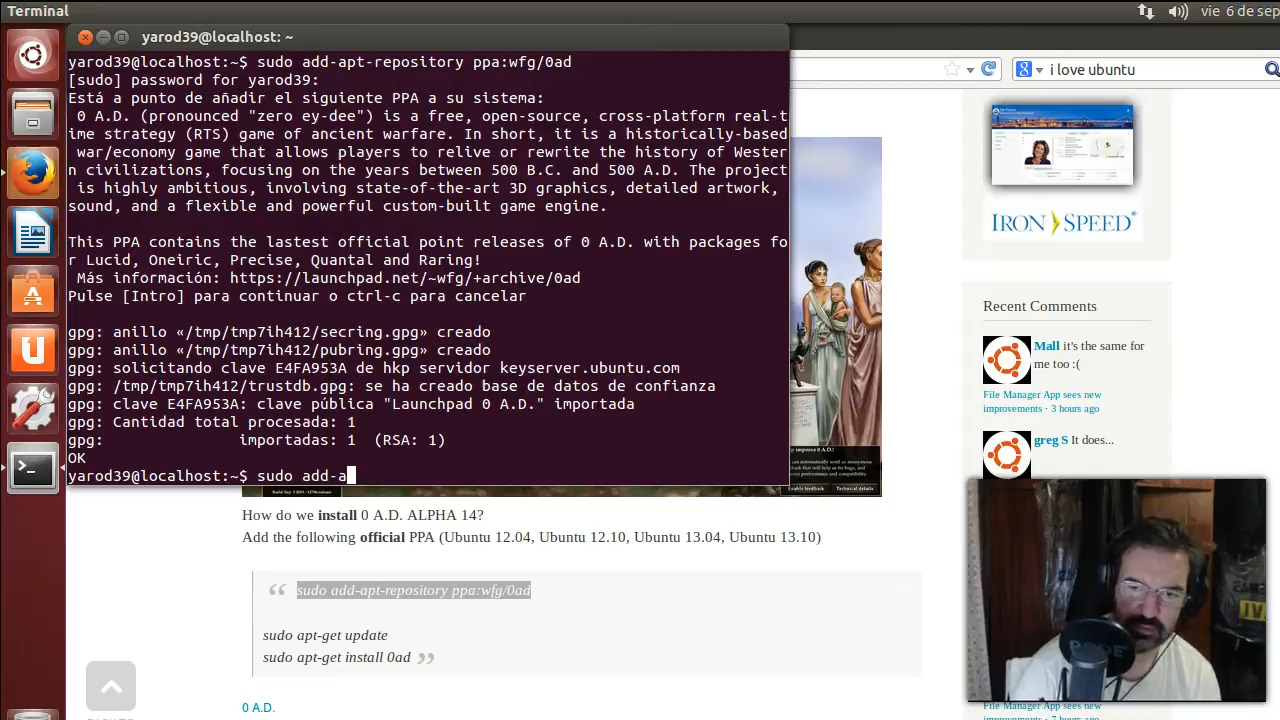 Terminal
vie 6 de sep
yarod39@localhost: ~
yarod39@localhost:~$ sudo add-apt-repository ppa:wfg/0ad
[sudo] password for yarod39:
Está a punto de añadir el siguiente PPA a su sistema:
0 A.D. (pronounced "zero ey-dee") is a free, open-source, cross-platform real-t
ime strategy (RTS) game of ancient warfare. In short, it is a historically-based
war/economy game that allows players to relive or rewrite the history of Wester
n civilizations, focusing on the years between 500 B.C. and 500 A.D. The project
is highly ambitious, involving state-of-the-art 3D graphics, detailed artwork,
sound, and a flexible and powerful custom-built game engine.
This PPA contains the lastest official point releases of 0 A.D. with packages fo
r Lucid, Oneiric, Precise, Quantal and Raring!
Más información: https://launchpad.net/~wfg/+archive/0ad
Pulse [Intro] para continuar o ctrl-c para cancelar
gpg: anillo «/tmp/tmp7ih412/secring.gpg» creado
gpg: anillo «/tmp/tmp7ih412/pubring.gpg» creado
gpg: solicitando clave E4FA953A de hkp servidor keyserver.ubuntu.com
gpg: /tmp/tmp7ih412/trustdb.gpg: se ha creado base de datos de confianza
gpg: clave E4FA953A: clave pública "Launchpad 0 A.D." importada
gpg: Cantidad total procesada: 1
gpg: importadas: 1 (RSA: 1)
OK
yarod39@localhost:~$ sudo add-a
i love ubuntu
IRON SPEED®
Recent Comments
Mall it's the same for
me too :(
File Manager App sees new
improvements · 3 hours ago
greg S It does...
Enable feedback
Technical details
How do we install 0 A.D. ALPHA 14?
Add the following official PPA (Ubuntu 12.04, Ubuntu 12.10, Ubuntu 13.04, Ubuntu 13.10)
“ sudo add-apt-repository ppa:wfg/0ad
sudo apt-get update
sudo apt-get install 0ad ”
0 A.D.
File Manager App sees new
improvements · 7 hours ago